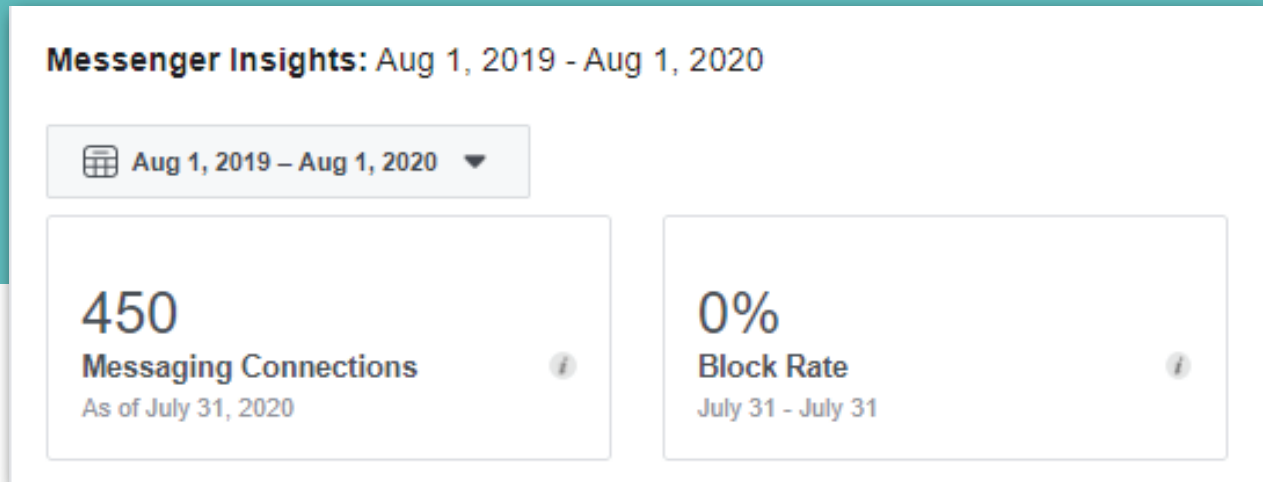 Messenger Insights: Aug 1, 2019 - Aug 1, 2020
Aug 1, 2019 – Aug 1, 2020
450
Messaging Connections
As of July 31, 2020
0%
Block Rate
July 31 - July 31